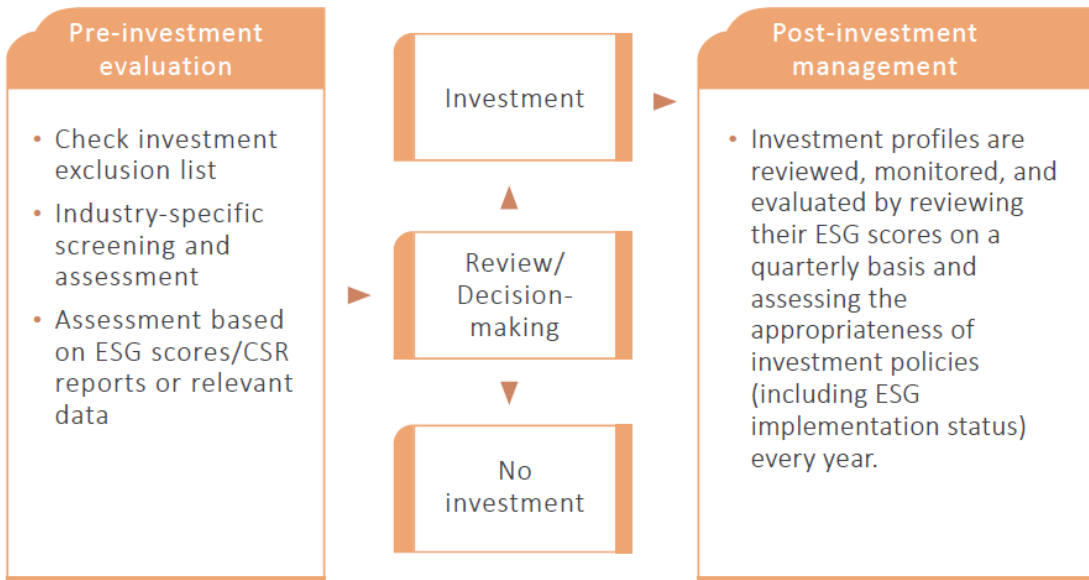 Pre-investment
evaluation
• Check investment
exclusion list
• Industry-specific
screening and
assessment
• Assessment based
on ESG scores/CSR
reports or relevant
data
Investment
Review/
Decision-
making
No
investment
Post-investment
management
• Investment profiles are
reviewed, monitored, and
evaluated by reviewing
their ESG scores on a
quarterly basis and
assessing the
appropriateness of
investment policies
(including ESG
implementation status)
every year.